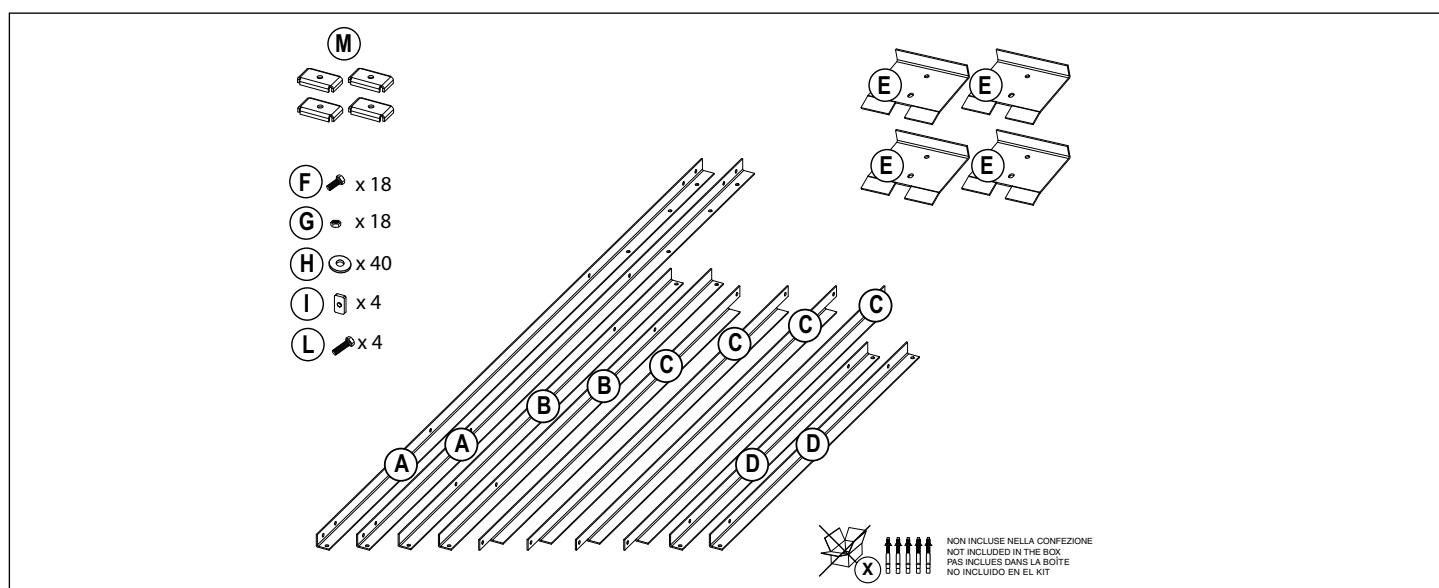 M
E E
E E
F x 18
G x 18
H x 40
I x 4
L x 4
C
C
C
C
B
B
A
A
D
D
X
NON INCLUSE NELLA CONFEZIONE
NOT INCLUDED IN THE BOX
PAS INCLUES DANS LA BOÎTE
NO INCLUIDO EN EL KIT